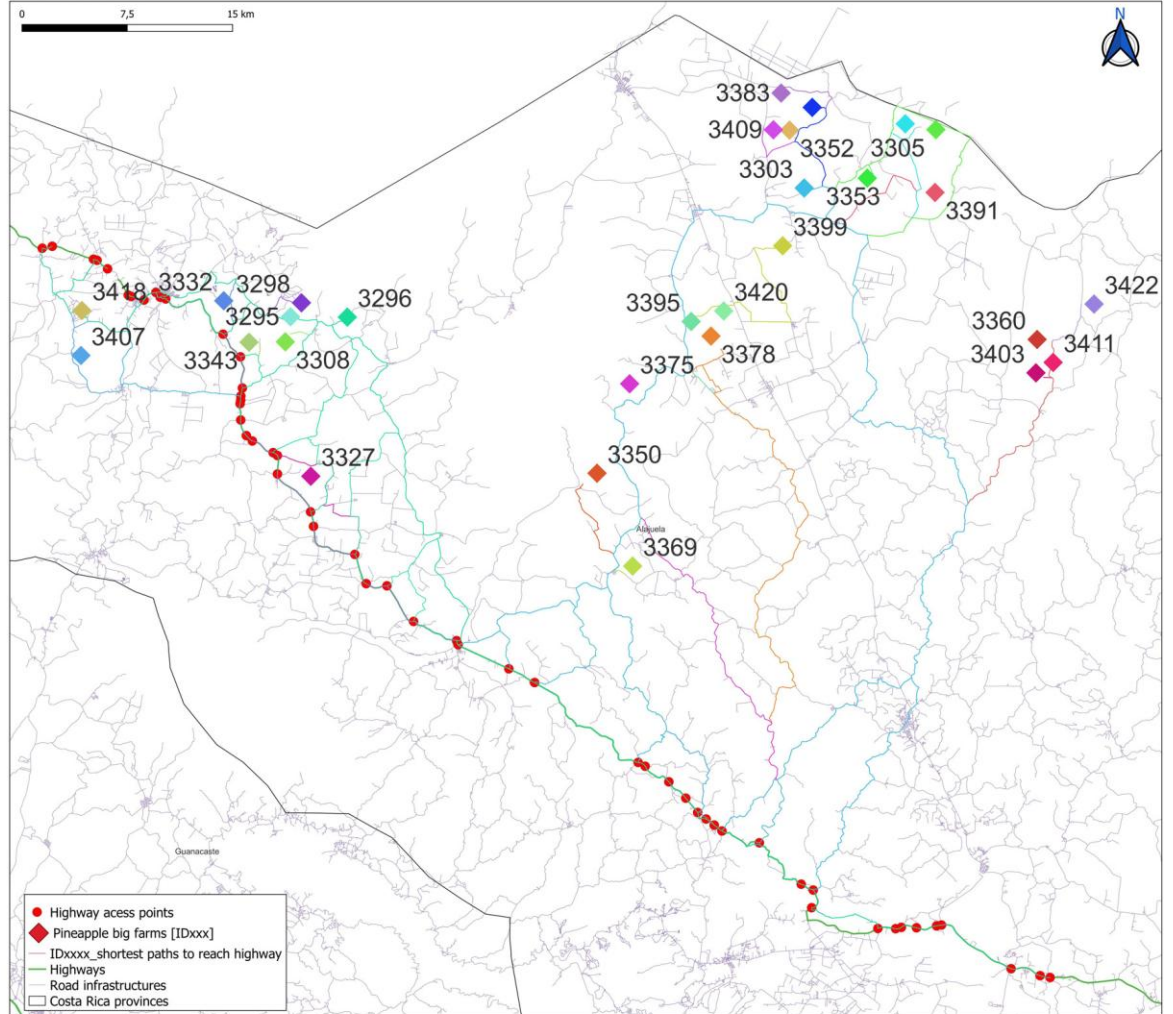 0 7,5 15 km
N
3383
3409
3352
3305
3303
3353
3391
3399
3332
3298
3418
3295
3296
3395
3420
3422
3360
3407
3343
3308
3378
3403
3411
3375
3327
3350
Alajuela
3369
Guanacaste
Highway acess points
Pineapple big farms [IDxxx]
IDxxxx_shortest paths to reach highway
Highways
Road infrastructures
Costa Rica provinces